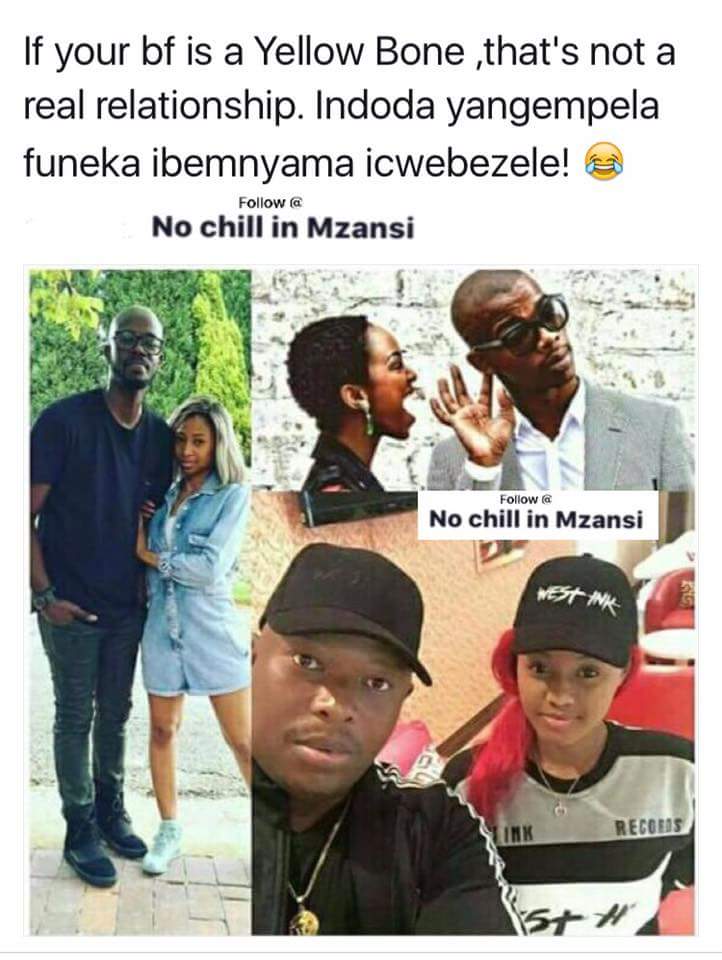 If your bf is a Yellow Bone ,that's not a
real relationship. Indoda yangempela
funeka ibemnyama icwebezele! 😂
Follow @
No chill in Mzansi
Follow @
No chill in Mzansi
WEST INK
INK RECORDS